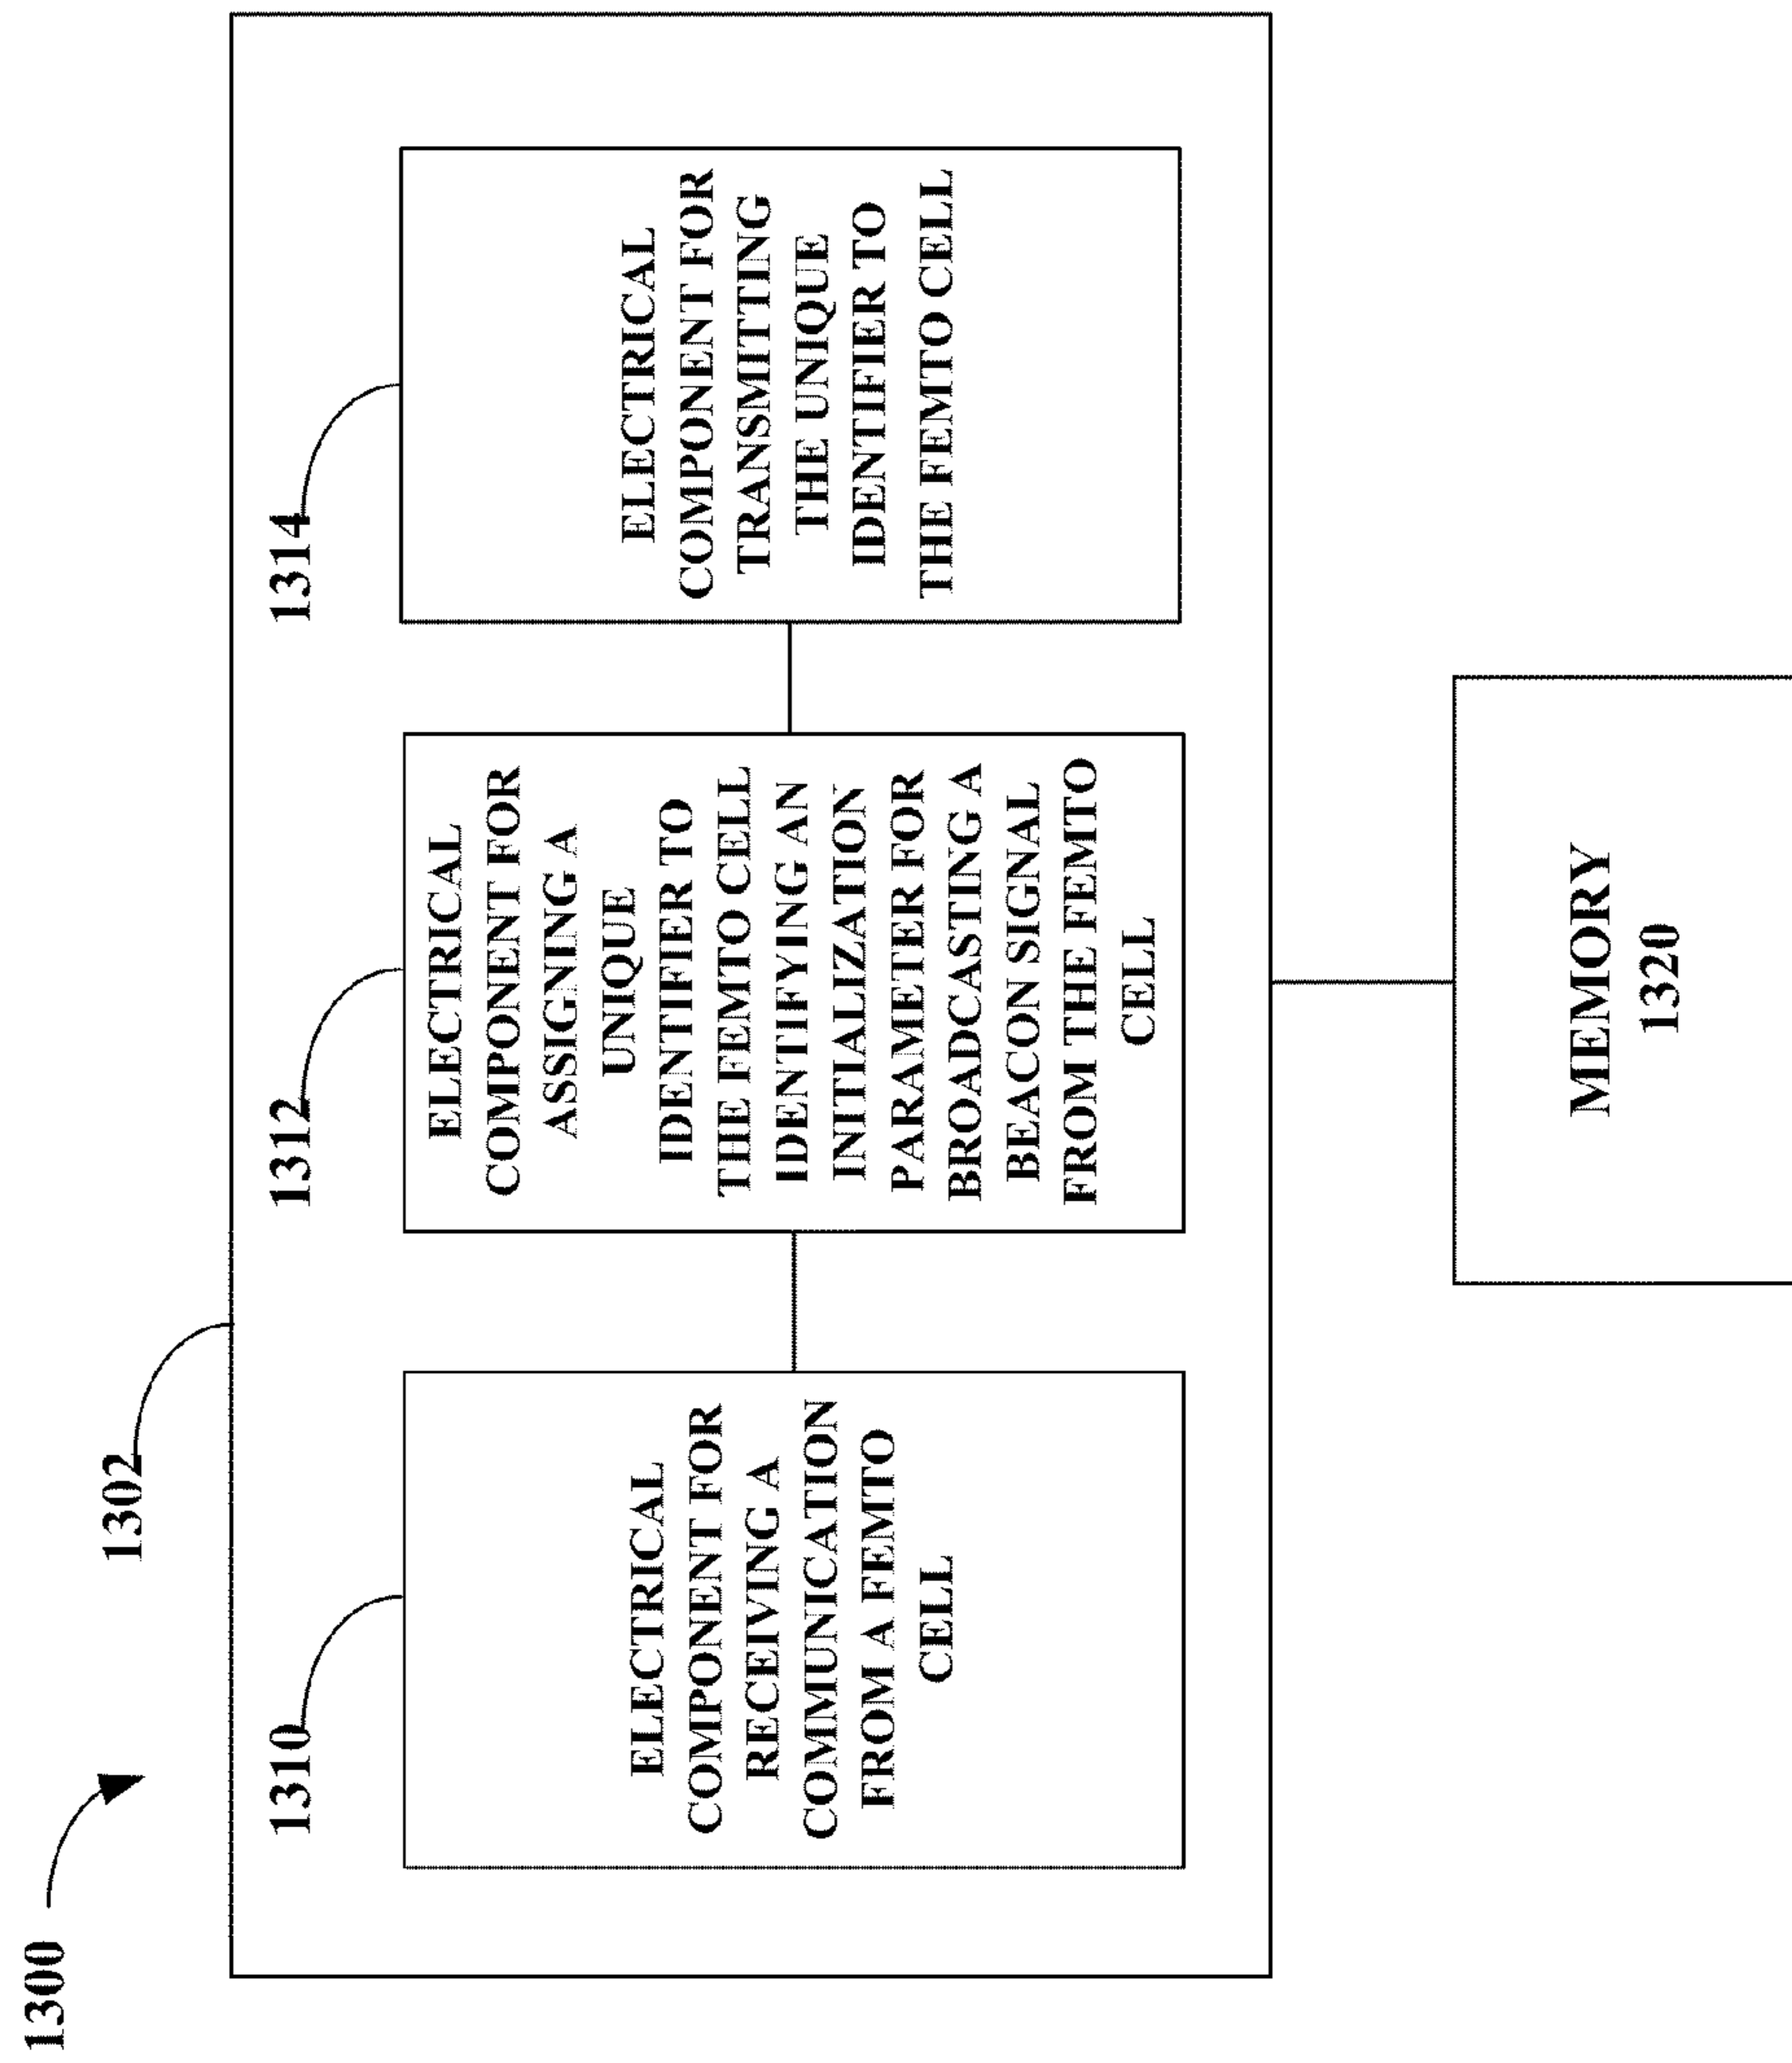 1300
1302
1310
ELECTRICAL
COMPONENT FOR
RECEIVING A
COMMUNICATION
FROM A FEMTO
CELL
1312
ELECTRICAL
COMPONENT FOR
ASSIGNING A
UNIQUE
IDENTIFIER TO
THE FEMTO CELL
IDENTIFYING AN
INITIALIZATION
PARAMETER FOR
BROADCASTING A
BEACON SIGNAL
FROM THE FEMTO
CELL
1314
ELECTRICAL
COMPONENT FOR
TRANSMITTING
THE UNIQUE
IDENTIFIER TO
THE FEMTO CELL
MEMORY
1320